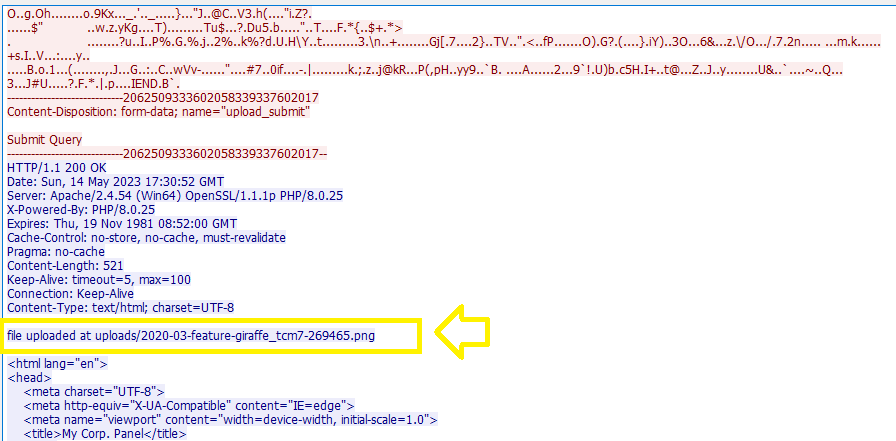 O..g.Oh........o.9Kx..._.'.._.....}..."J..@C..V3.h(...."i.Z?.
......$" ..w.z.yKg....T).........Tu$...?.Du5.b....."..T....F.*{..$+.*>
. ........?u..I..P%.G.%.j..2%..k%?d.U.H\Y..t.........3.\n..+........Gj[.7....2}..TV..".<..fP.......O).G?.(....}.iY)..3O...6&...z.\/O.../.7.2n..... ...m.k......
+s.I..V...:....y..
.....B.o.1...(.......,.J...G..:..C..wVv-......"....#7..0if....-.|.........k.;.z..j@kR...P(,pH..yy9..`B. ....A......2...9`!.U)b.c5H.I+..t@...Z..J..y........U&..`....~..Q...
3...J#U.....?.F.*.|.p....IEND.B`.
-----------------------------20625093336020583393376020​17
Content-Disposition: form-data; name="upload_submit"
Submit Query
-----------------------------2062509333602058339337602017--
HTTP/1.1 200 OK
Date: Sun, 14 May 2023 17:30:52 GMT
Server: Apache/2.4.54 (Win64) OpenSSL/1.1.1p PHP/8.0.25
X-Powered-By: PHP/8.0.25
Expires: Thu, 19 Nov 1981 08:52:00 GMT
Cache-Control: no-store, no-cache, must-revalidate
Pragma: no-cache
Content-Length: 521
Keep-Alive: timeout=5, max=100
Connection: Keep-Alive
Content-Type: text/html; charset=UTF-8
file uploaded at uploads/2020-03-feature-giraffe_tcm7-269465.png
<html lang="en">
<head>
<meta charset="UTF-8">
<meta http-equiv="X-UA-Compatible" content="IE=edge">
<meta name="viewport" content="width=device-width, initial-scale=1.0">
<title>My Corp. Panel</title>